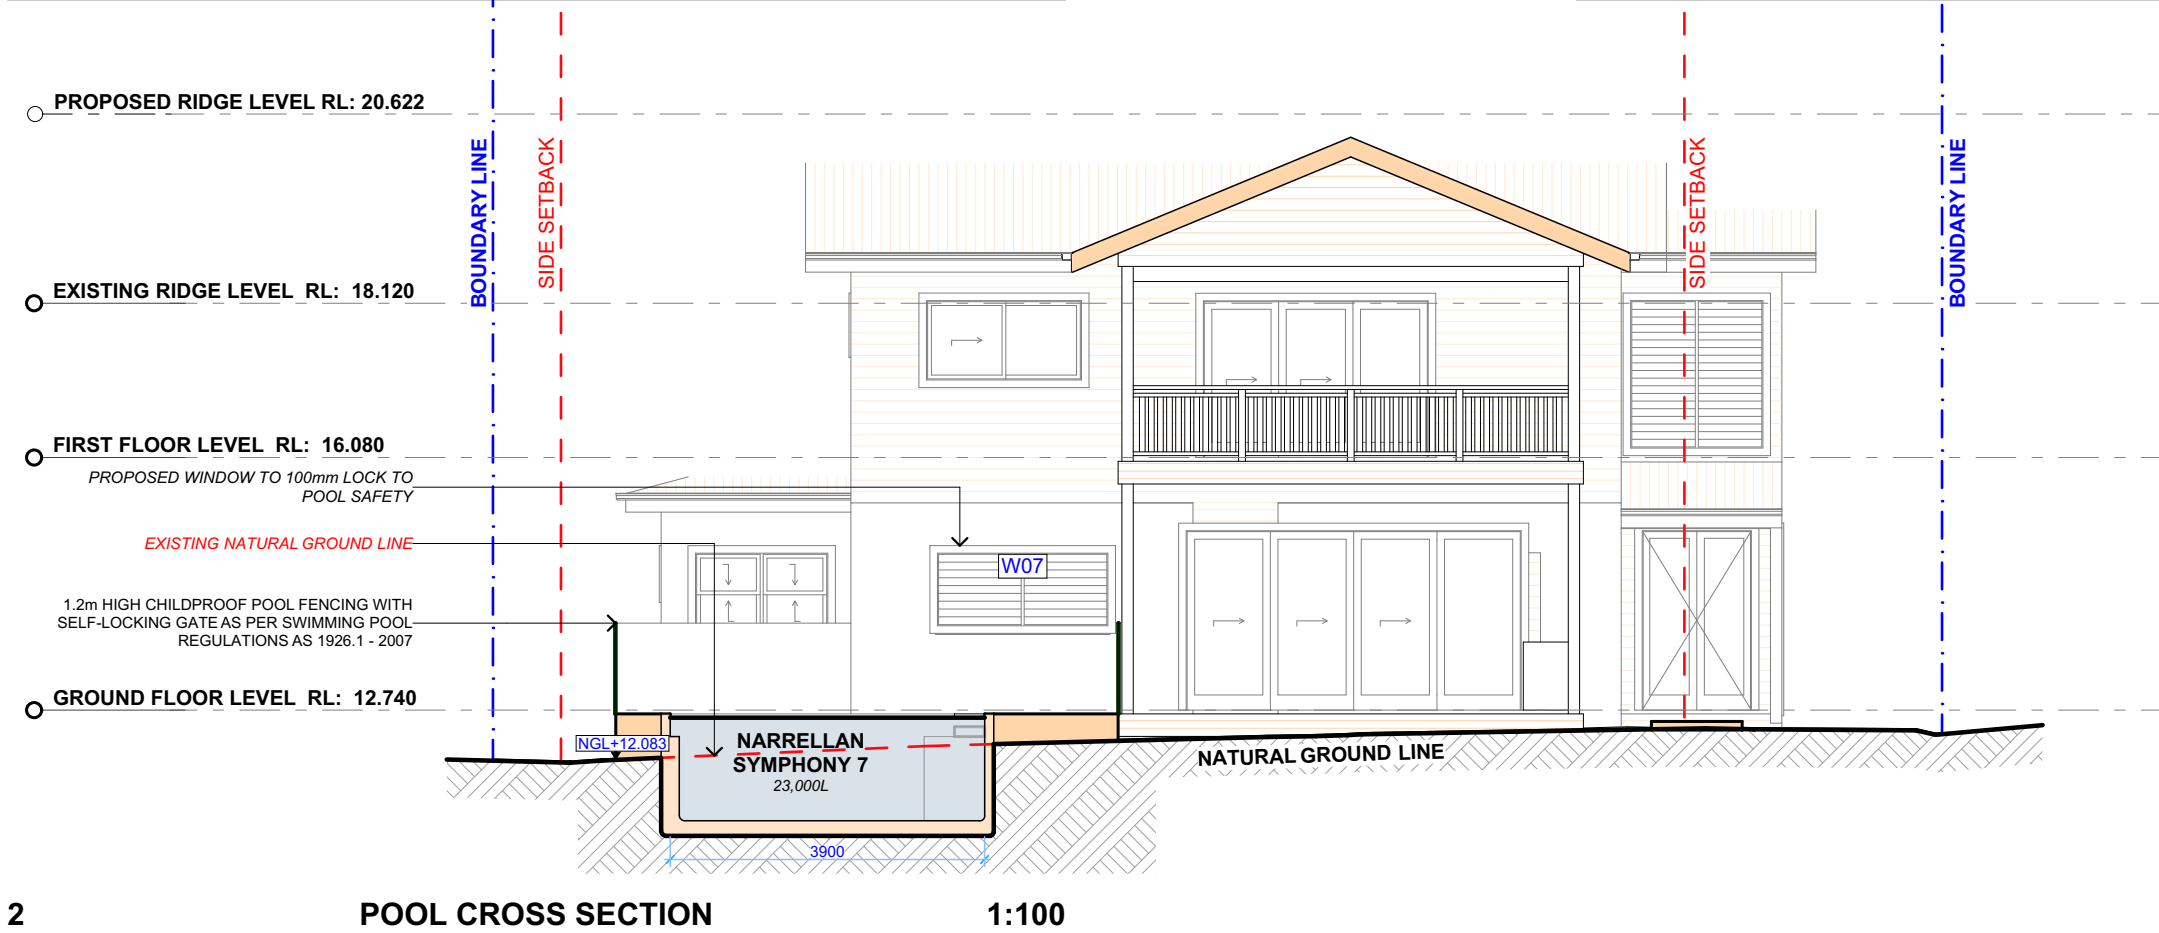 PROPOSED RIDGE LEVEL RL: 20.622
BOUNDARY LINE
SIDE SETBACK
SIDE SETBACK
BOUNDARY LINE
EXISTING RIDGE LEVEL RL: 18.120
FIRST FLOOR LEVEL RL: 16.080
PROPOSED WINDOW TO 100mm LOCK TO
POOL SAFETY
EXISTING NATURAL GROUND LINE
W07
1.2m HIGH CHILDPROOF POOL FENCING WITH
SELF-LOCKING GATE AS PER SWIMMING POOL
REGULATIONS AS 1926.1 - 2007
GROUND FLOOR LEVEL RL: 12.740
NGL+12.083
NARRELLAN
SYMPHONY 7
23,000L
NATURAL GROUND LINE
3900
2 POOL CROSS SECTION 1:100